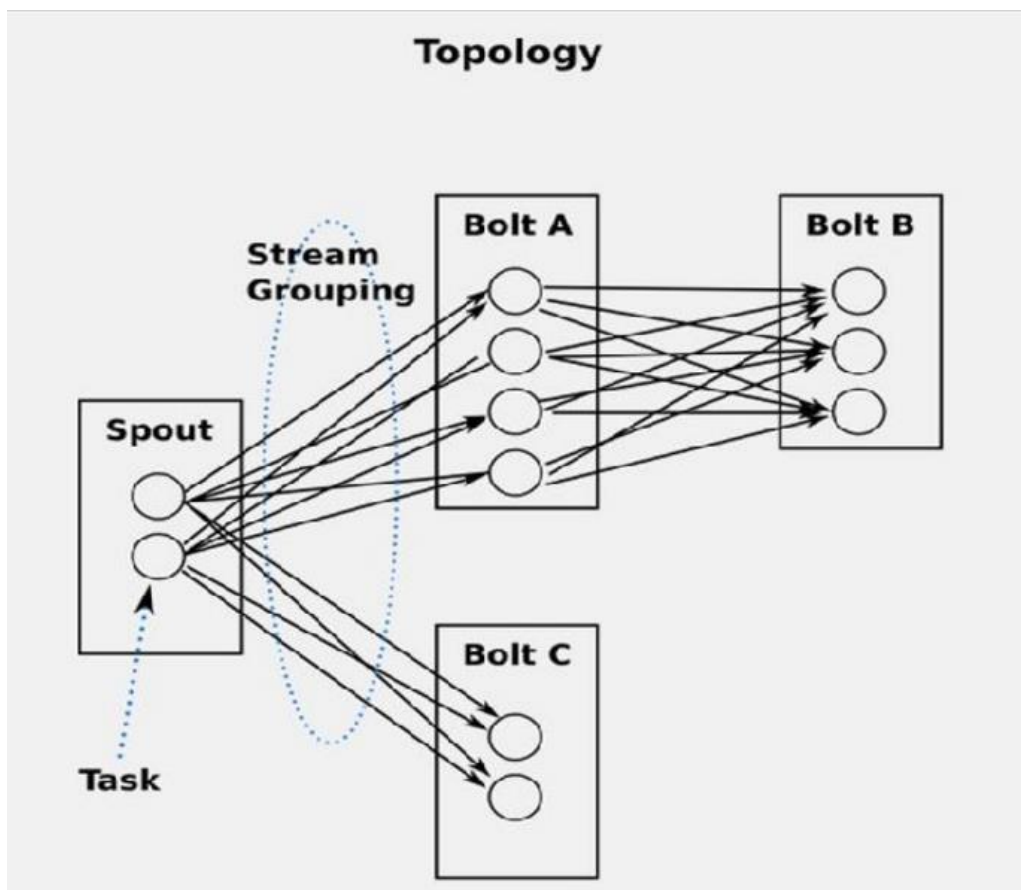 Topology
Stream
Grouping
Bolt A
Bolt B
Spout
Bolt C
Task